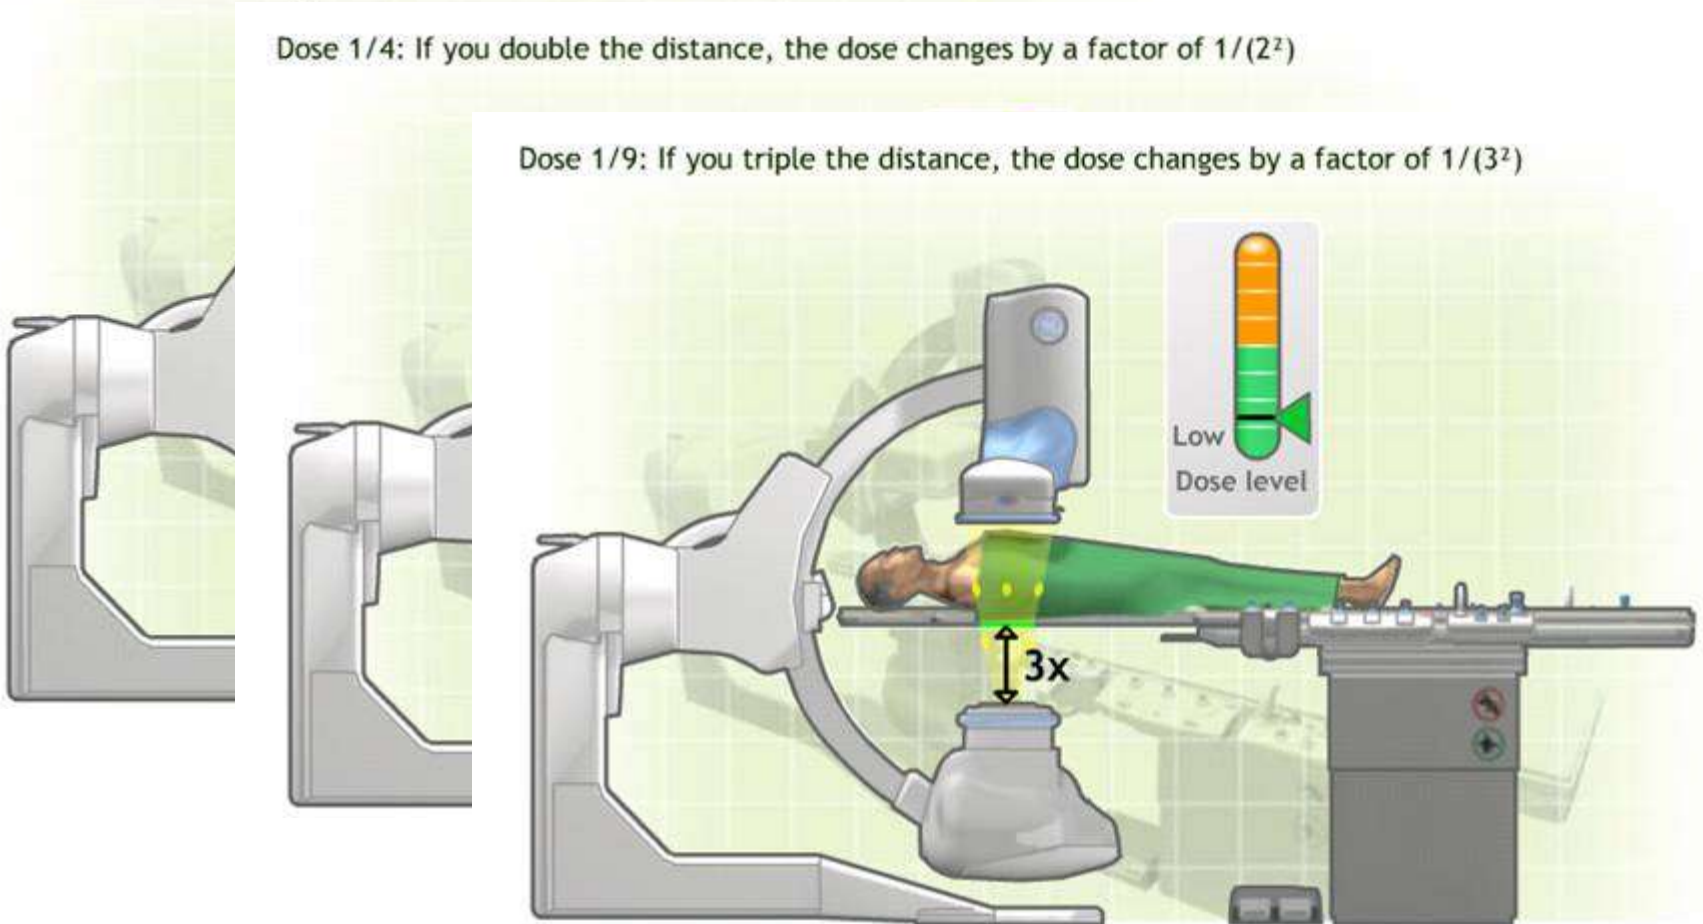 Dose 1/4: If you double the distance, the dose changes by a factor of 1/(2²)
Dose 1/9: If you triple the distance, the dose changes by a factor of 1/(3²)
Low
Dose level
3x